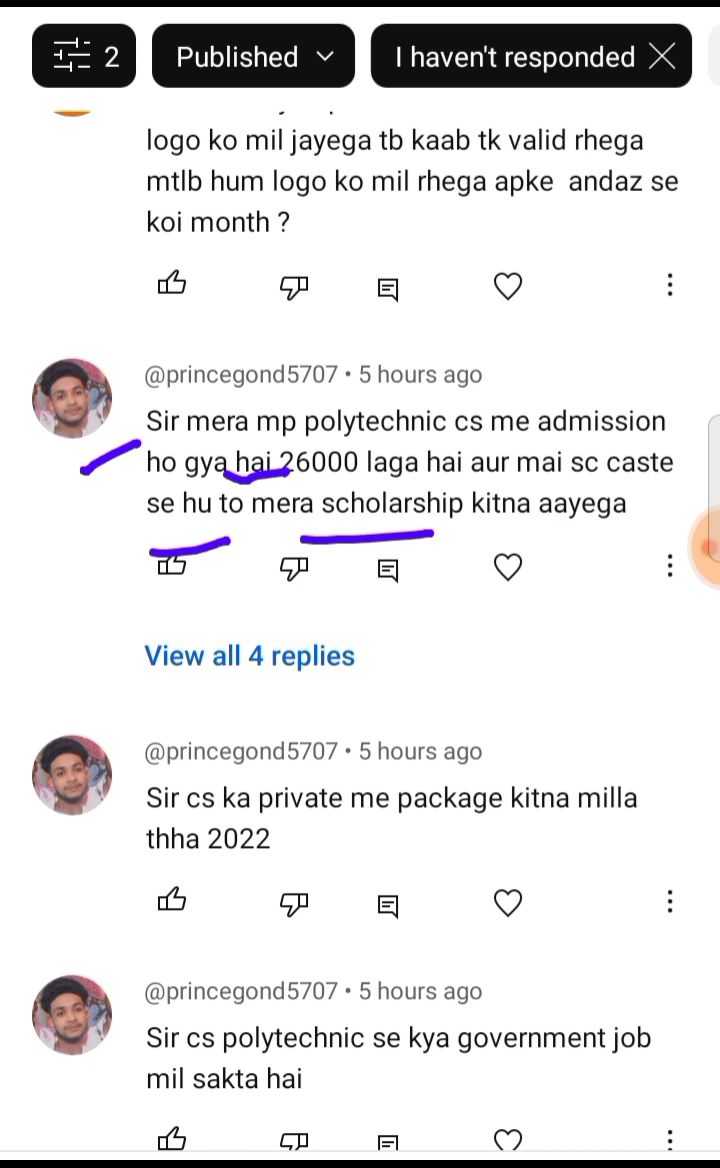 2
Published
I haven't responded
logo ko mil jayega tb kaab tk valid rhega
mtlb hum logo ko mil rhega apke andaz se
koi month ?
@princegond5707 • 5 hours ago
Sir mera mp polytechnic cs me admission
ho gya hai 26000 laga hai aur mai sc caste
se hu to mera scholarship kitna aayega
View all 4 replies
@princegond5707 • 5 hours ago
Sir cs ka private me package kitna milla
thha 2022
@princegond5707 • 5 hours ago
Sir cs polytechnic se kya government job
mil sakta hai